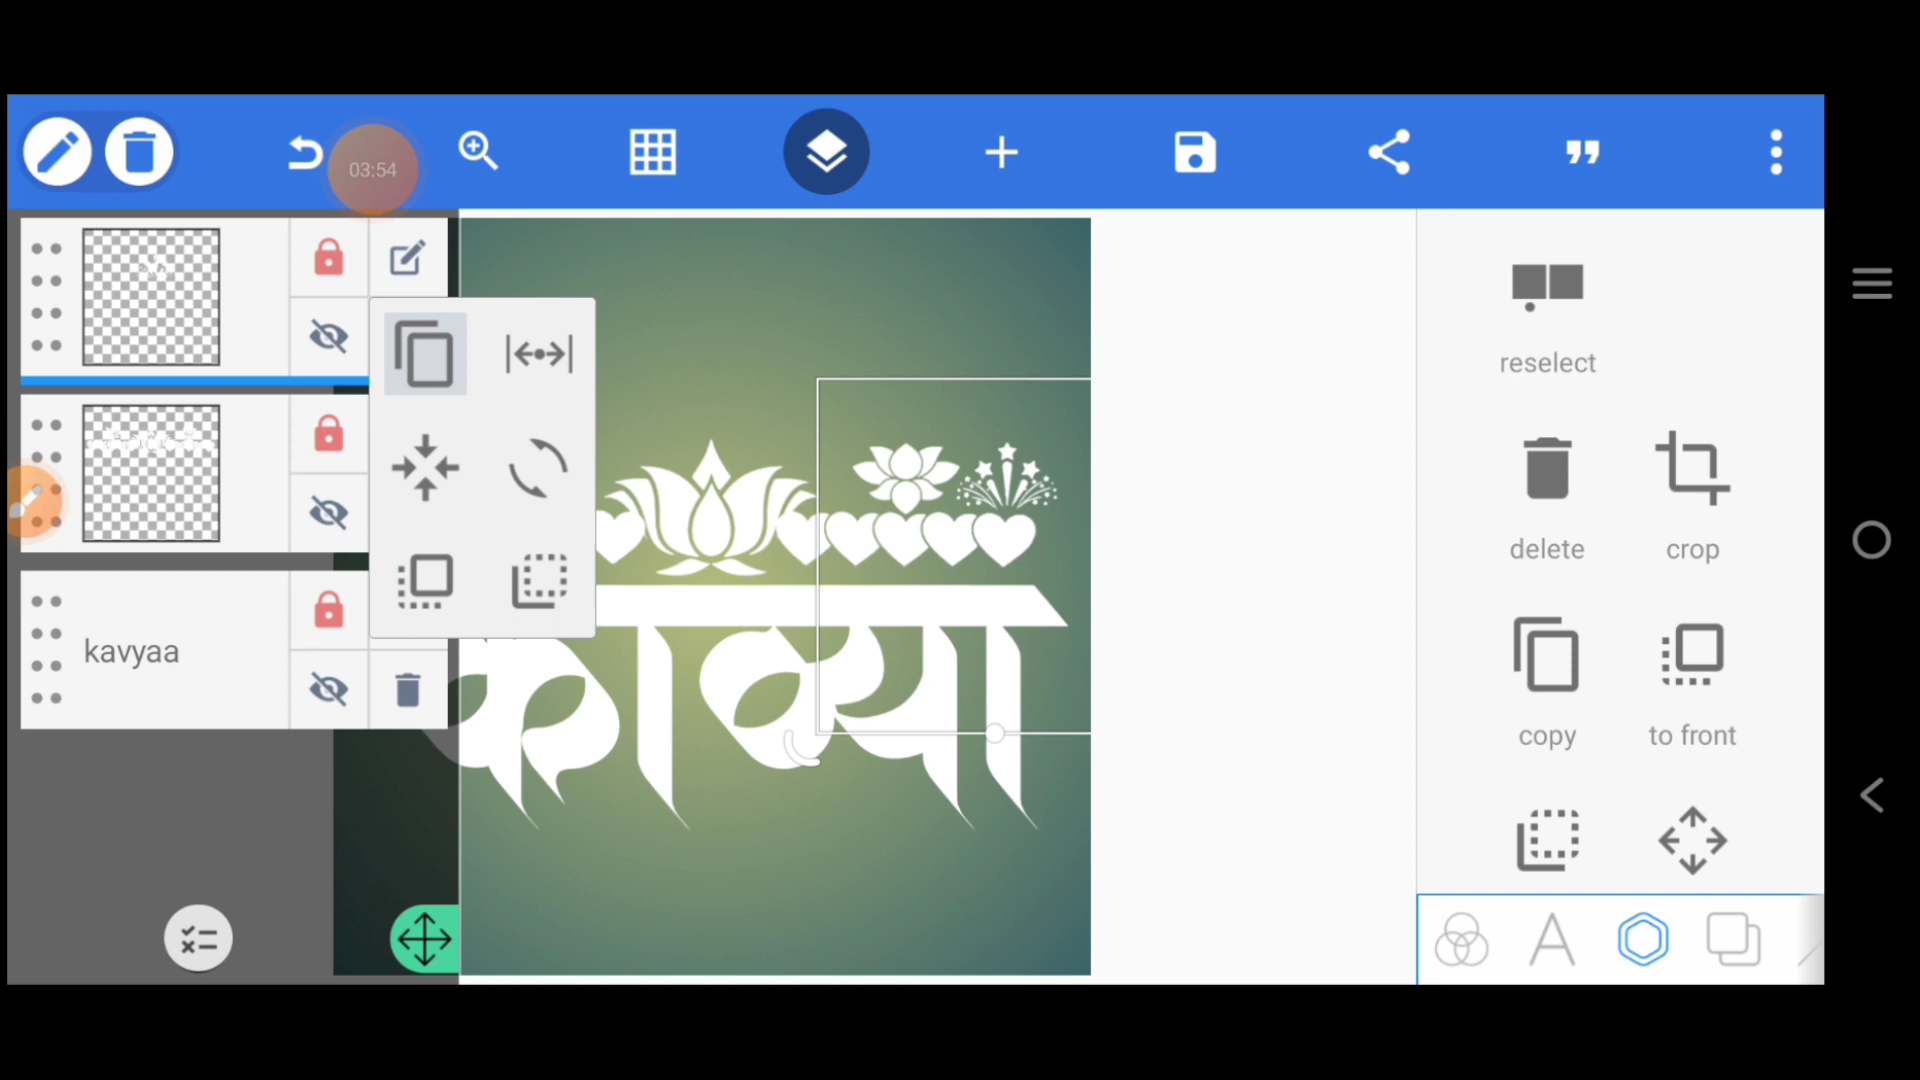 03:54
reselect
delete
crop
copy
to front
kavyaa
काव्या